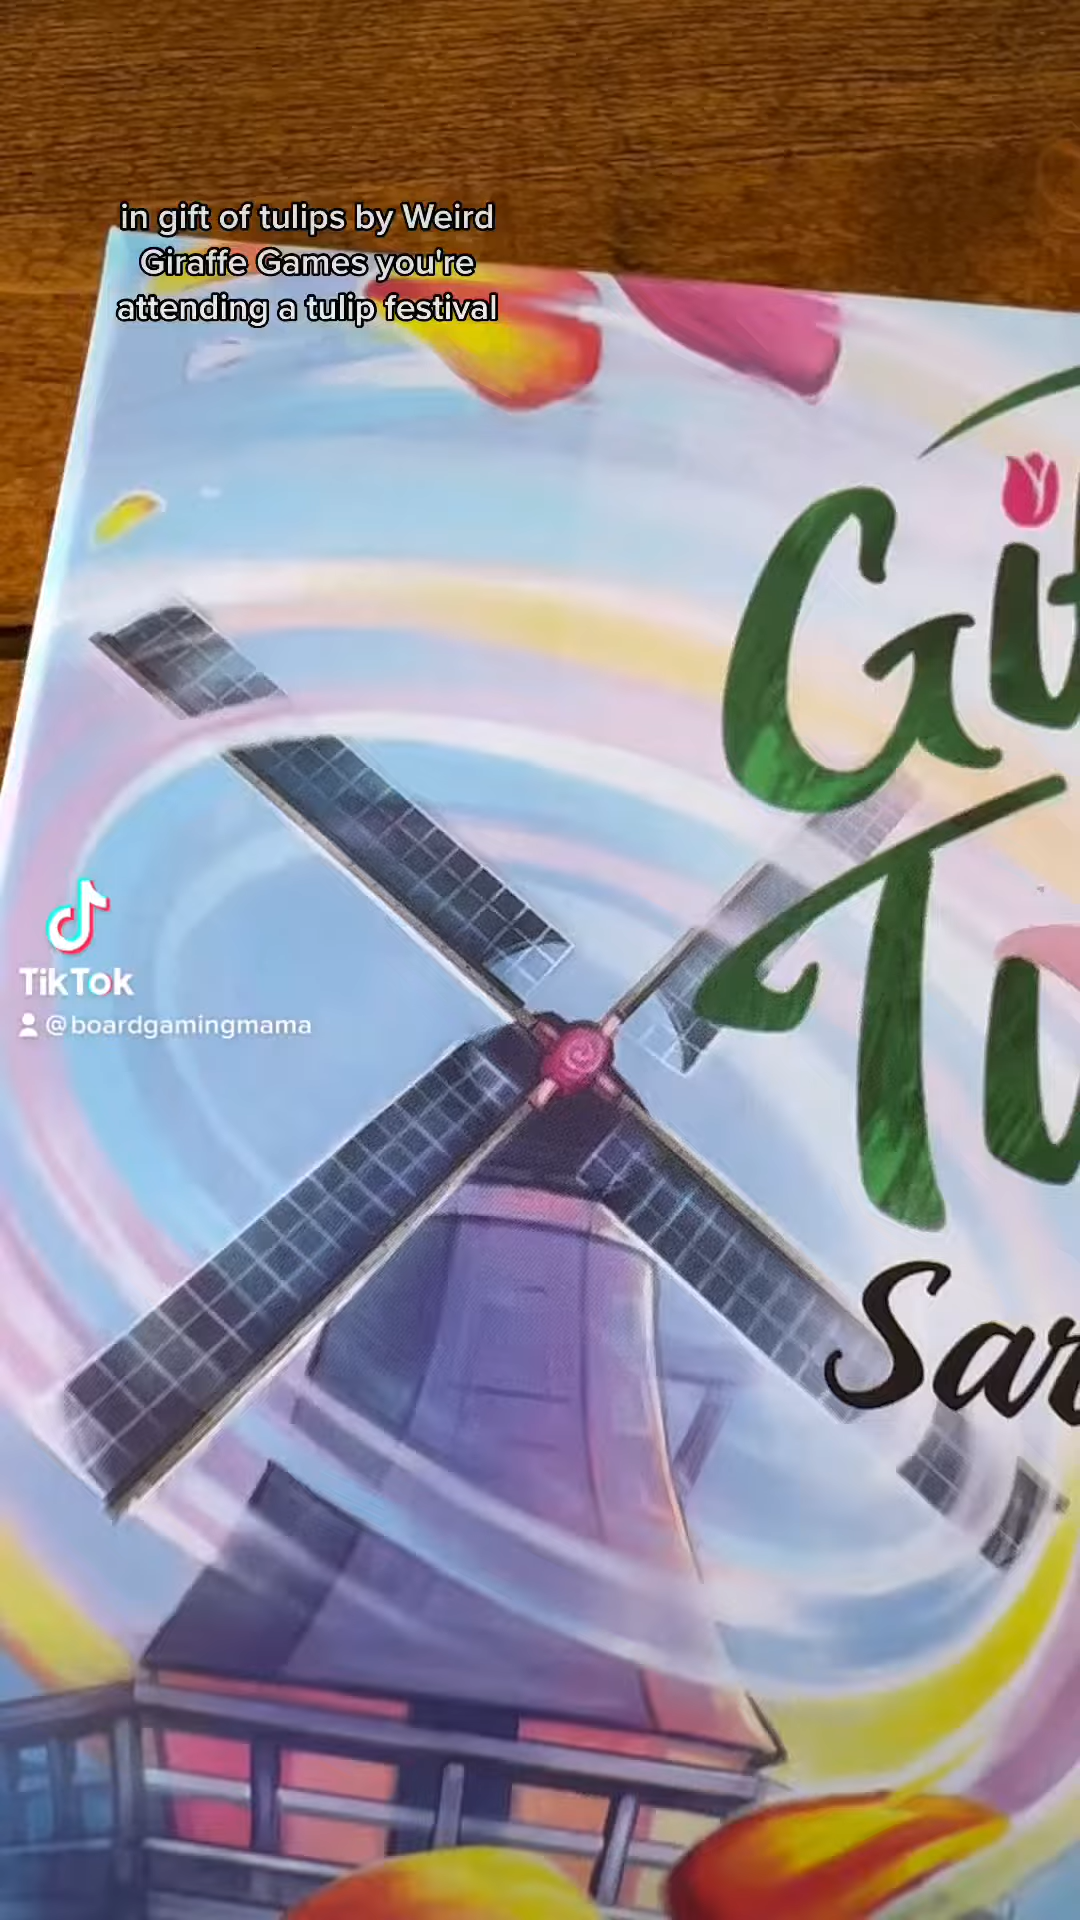 in gift of tulips by Weird
Giraffe Games you're
attending a tulip festival
TikTok
@boardgamingmama